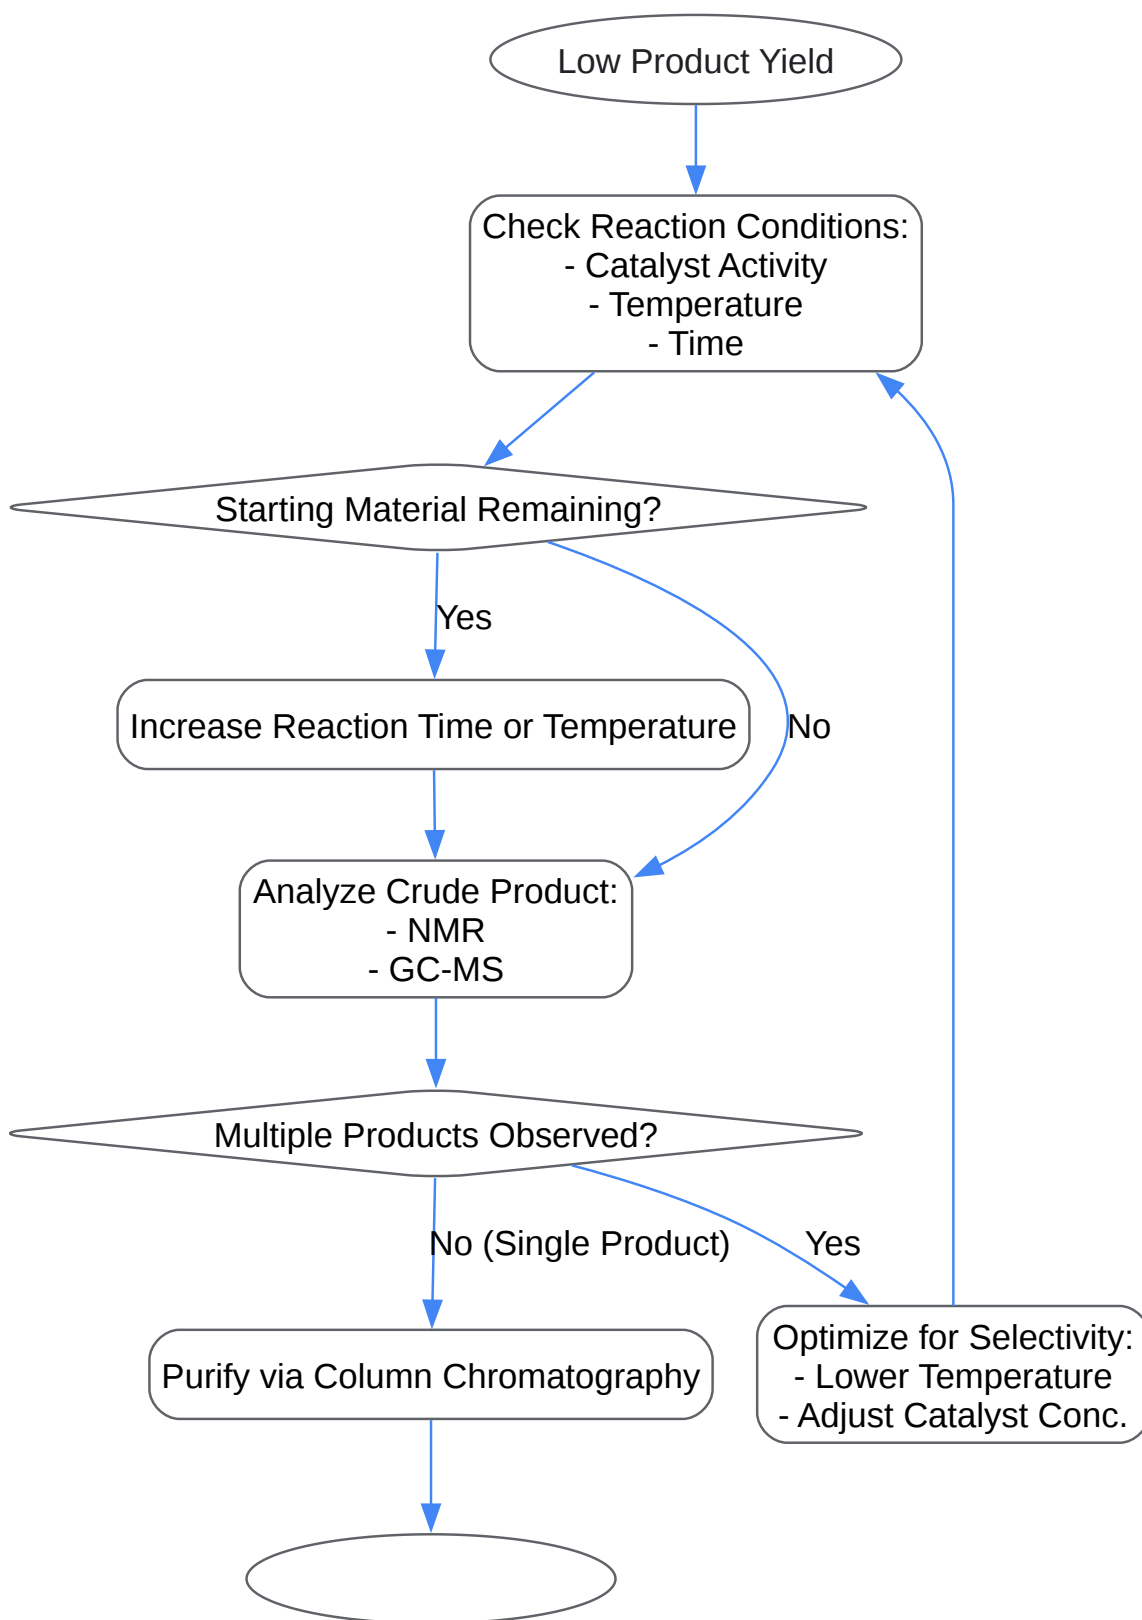 Low Product Yield
Check Reaction Conditions:
- Catalyst Activity
- Temperature
- Time
Starting Material Remaining?
Yes
Increase Reaction Time or Temperature
No
Analyze Crude Product:
- NMR
- GC-MS
Multiple Products Observed?
No (Single Product)
Yes
Optimize for Selectivity:
- Lower Temperature
- Adjust Catalyst Conc.
Purify via Column Chromatography